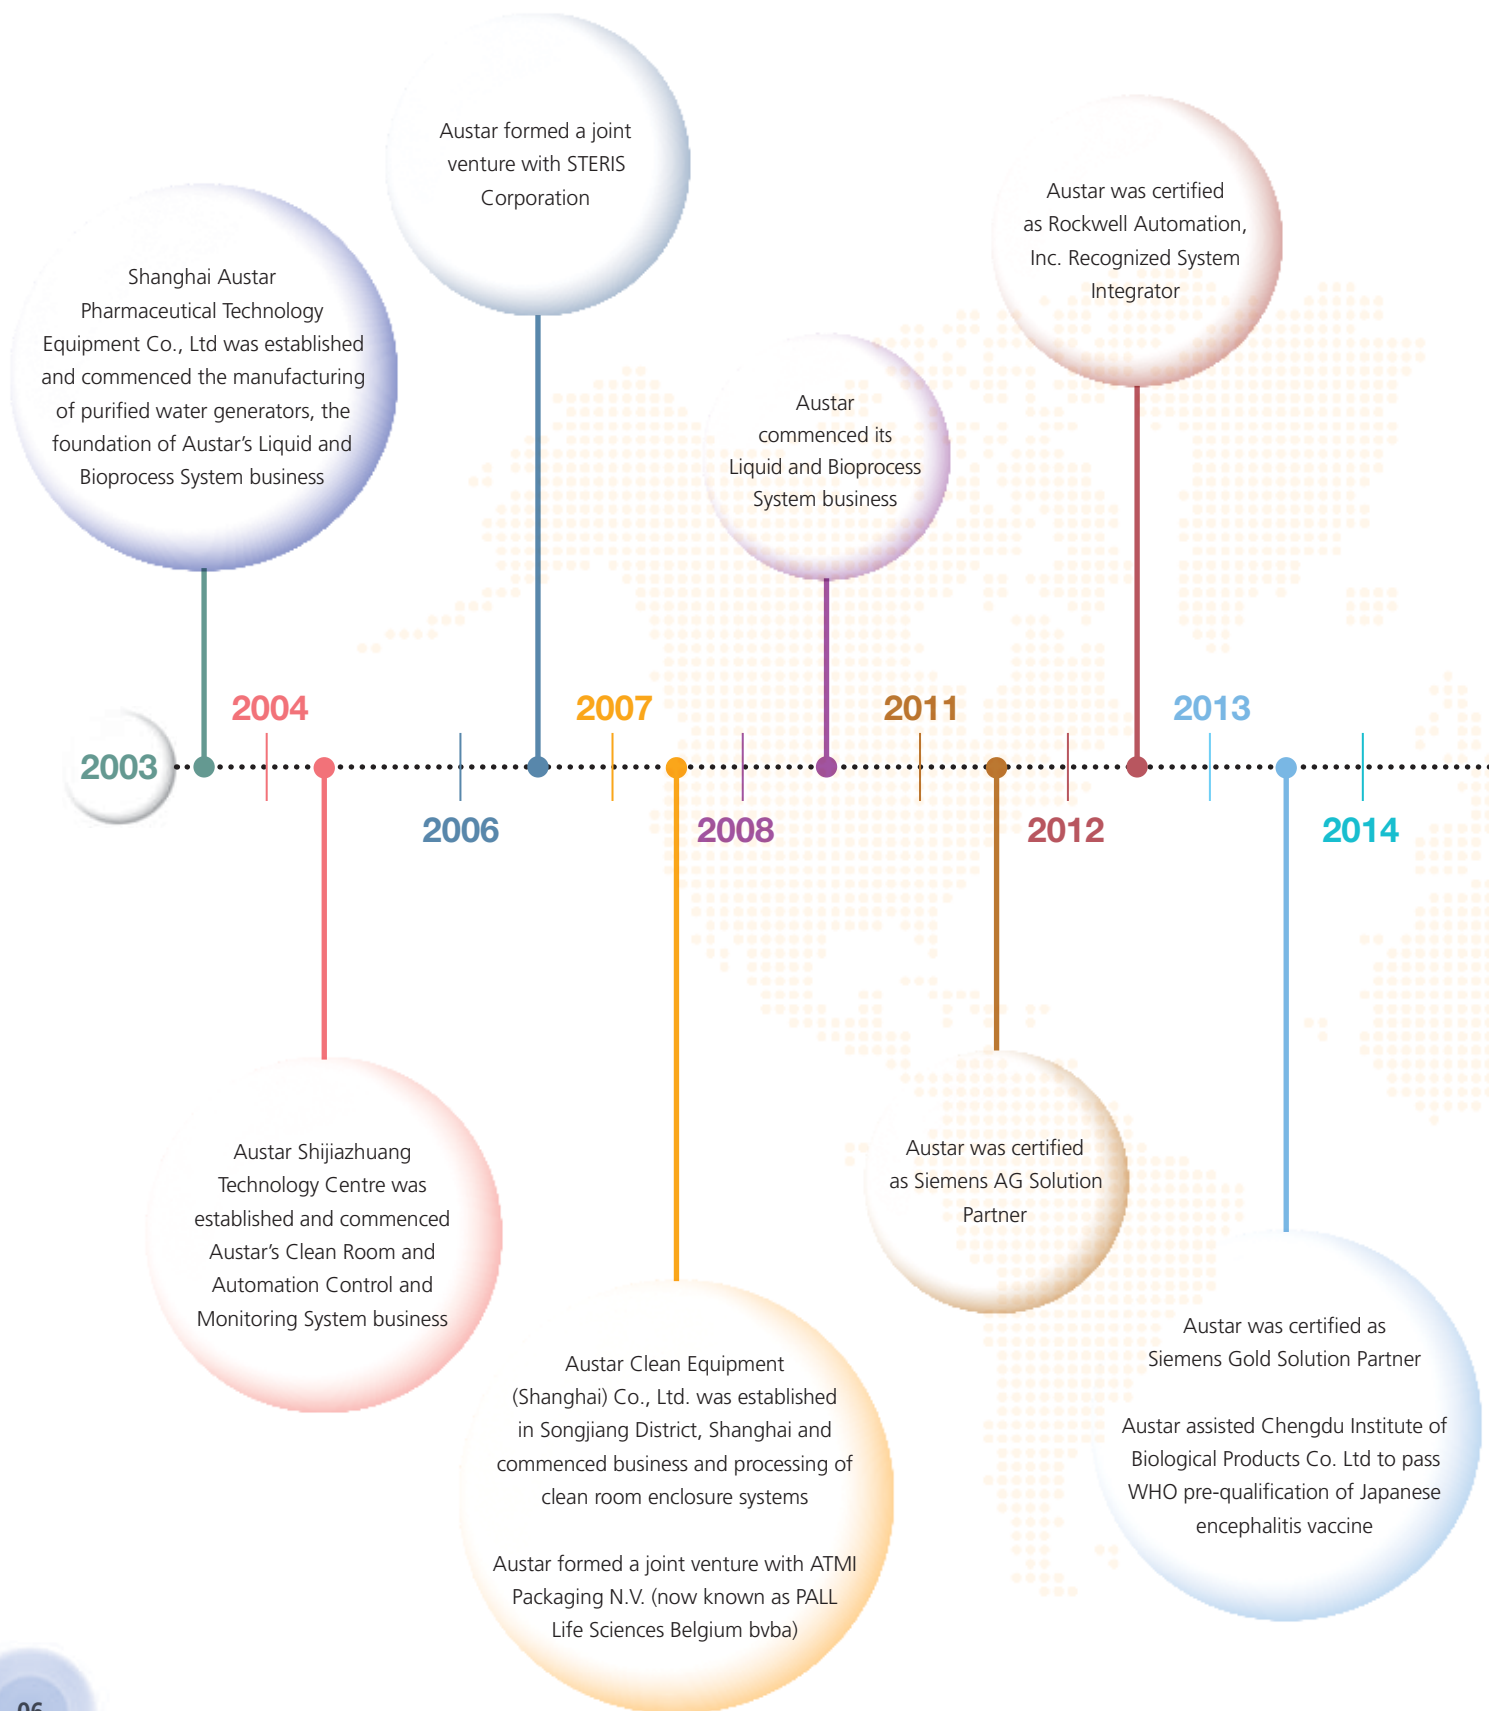 Austar formed a joint
venture with STERIS
Corporation
Austar was certified
as Rockwell Automation,
Inc. Recognized System
Integrator
Shanghai Austar
Pharmaceutical Technology
Equipment Co., Ltd was established
and commenced the manufacturing
of purified water generators, the
foundation of Austar’s Liquid and
Bioprocess System business
Austar
commenced its
Liquid and Bioprocess
System business
2003
2004
2006
2007
2008
2011
2012
2013
2014
Austar Shijiazhuang
Technology Centre was
established and commenced
Austar’s Clean Room and
Automation Control and
Monitoring System business
Austar Clean Equipment
(Shanghai) Co., Ltd. was established
in Songjiang District, Shanghai and
commenced business and processing of
clean room enclosure systems
Austar formed a joint venture with ATMI
Packaging N.V. (now known as PALL
Life Sciences Belgium bvba)
Austar was certified
as Siemens AG Solution
Partner
Austar was certified as
Siemens Gold Solution Partner
Austar assisted Chengdu Institute of
Biological Products Co. Ltd to pass
WHO pre-qualification of Japanese
encephalitis vaccine
06